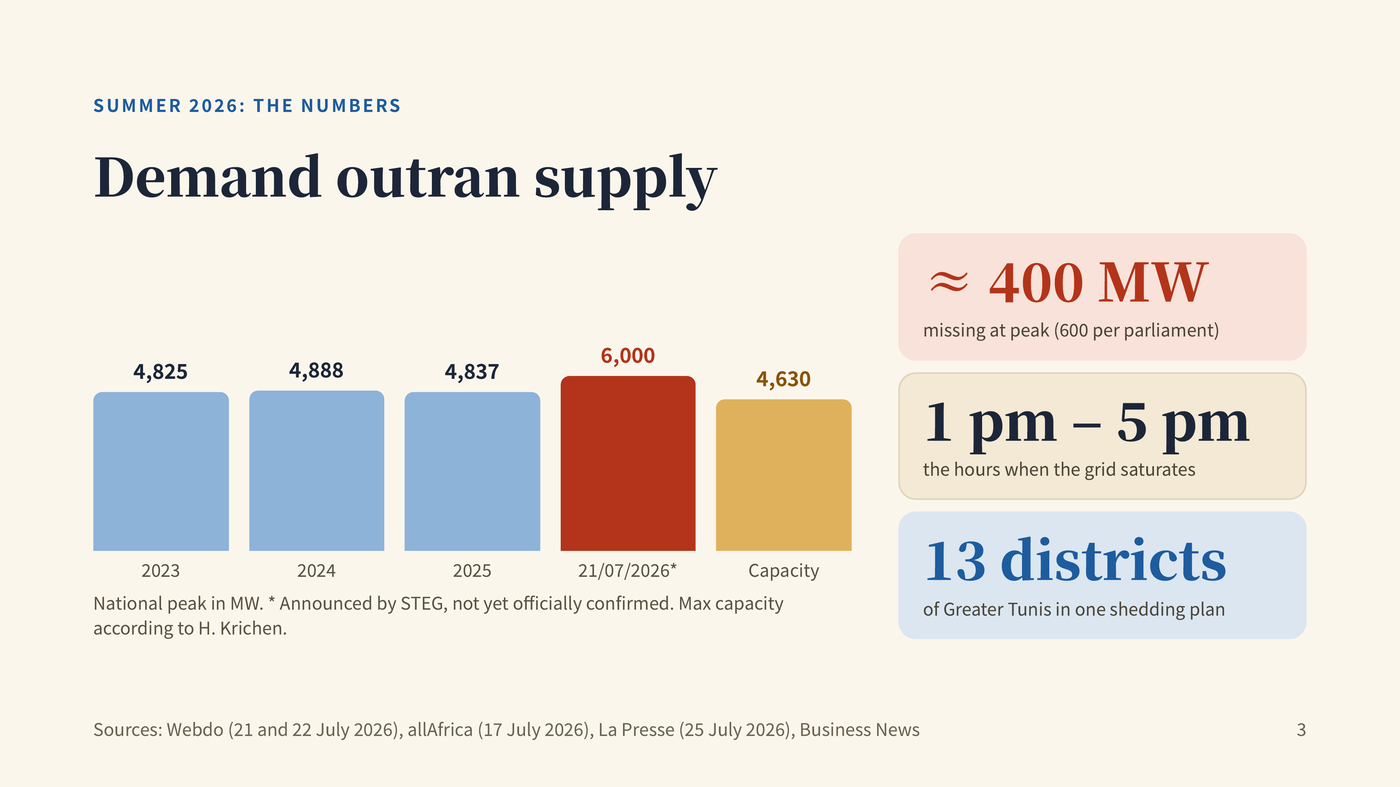 SUMMER 2026: THE NUMBERS
Demand outran supply
4,825
4,888
4,837
6,000
4,630
2023
2024
2025
21/07/2026*
Capacity
National peak in MW. * Announced by STEG, not yet officially confirmed. Max capacity
according to H. Krichen.
≈ 400 MW
missing at peak (600 per parliament)
1 pm – 5 pm
the hours when the grid saturates
13 districts
of Greater Tunis in one shedding plan
Sources: Webdo (21 and 22 July 2026), allAfrica (17 July 2026), La Presse (25 July 2026), Business News
3